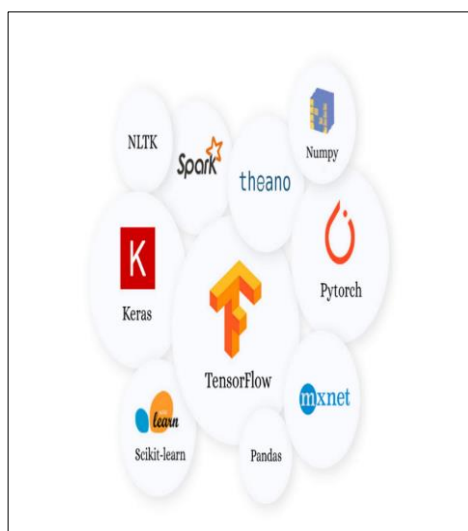 NLTK
Spark
theano
Numpy
K
Keras
TensorFlow
Pytorch
learn
Scikit-learn
Pandas
mxnet